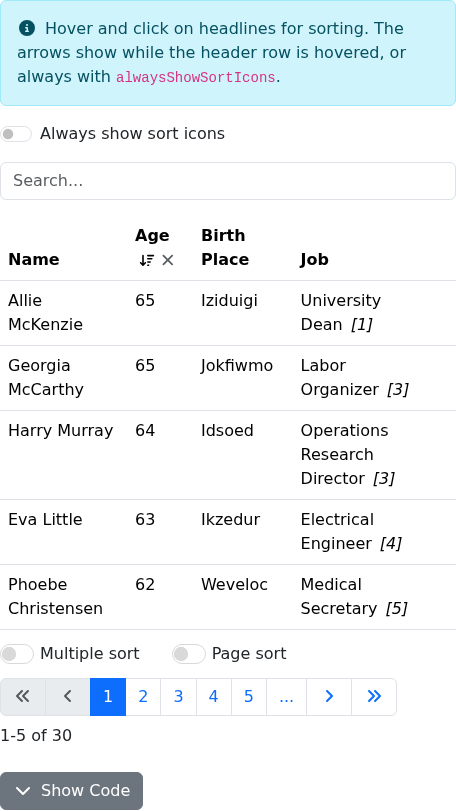 Hover and click on headlines for sorting. The
arrows show while the header row is hovered, or
always with alwaysShowSortIcons.
Always show sort icons
Search...
Name Age Birth Place Job
Allie McKenzie 65 Iziduigi University Dean [1]
Georgia McCarthy 65 Jokfiwmo Labor Organizer [3]
Harry Murray 64 Idsoed Operations Research Director [3]
Eva Little 63 Ikzedur Electrical Engineer [4]
Phoebe Christensen 62 Weveloc Medical Secretary [5]
Multiple sort Page sort
« ‹ 1 2 3 4 5 ... › »
1-5 of 30
Show Code